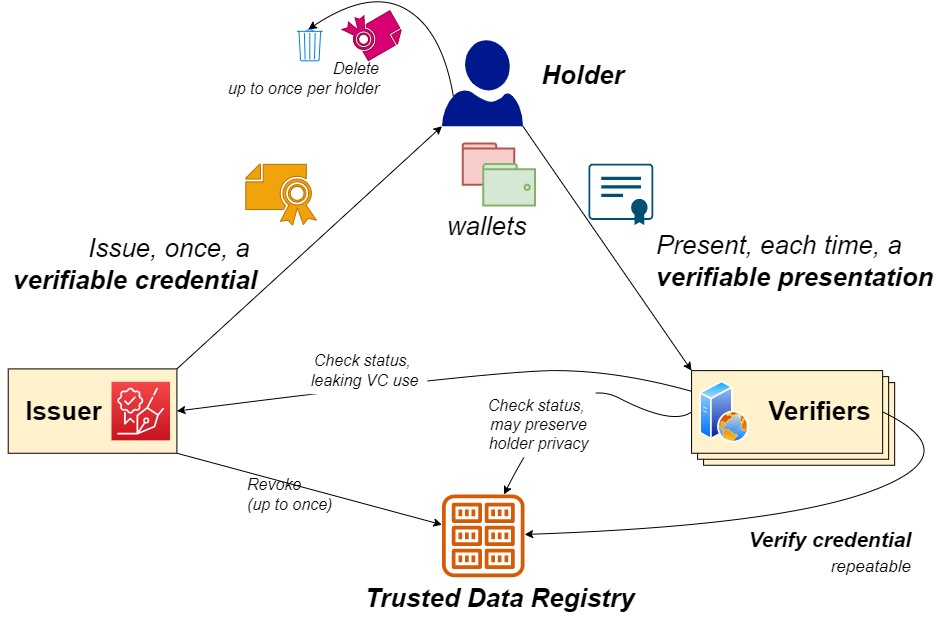 Delete
up to once per holder
Holder
wallets
Issue, once, a
verifiable credential
Present, each time, a
verifiable presentation
Check status,
leaking VC use
Issuer
Check status,
may preserve
holder privacy
Verifiers
Revoke
(up to once)
Verify credential
repeatable
Trusted Data Registry